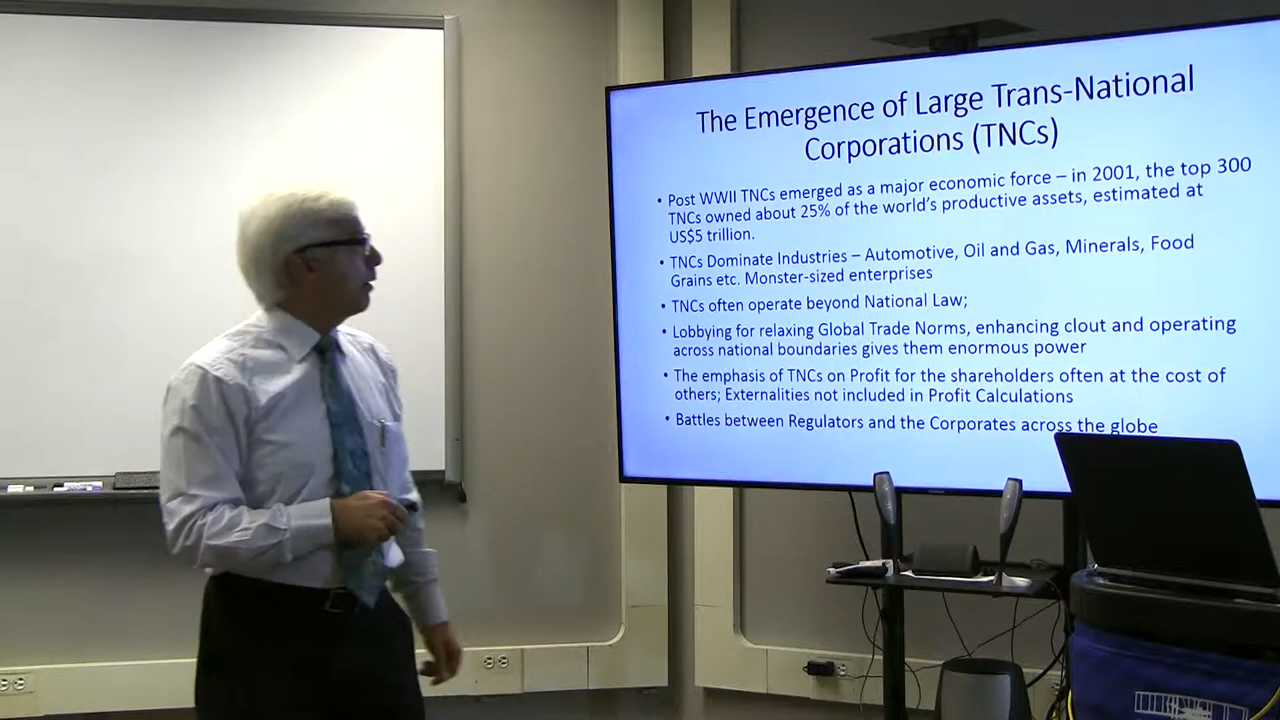 The Emergence of Large Trans-National
Corporations (TNCs)
• Post WWII TNCs emerged as a major economic force – in 2001, the top 300
TNCs owned about 25% of the world's productive assets, estimated at
US$5 trillion.
• TNCs Dominate Industries – Automotive, Oil and Gas, Minerals, Food
Grains etc. Monster-sized enterprises
• TNCs often operate beyond National Law;
• Lobbying for relaxing Global Trade Norms, enhancing clout and operating
across national boundaries gives them enormous power
• The emphasis of TNCs on Profit for the shareholders often at the cost of
others; Externalities not included in Profit Calculations
• Battles between Regulators and the Corporates across the globe